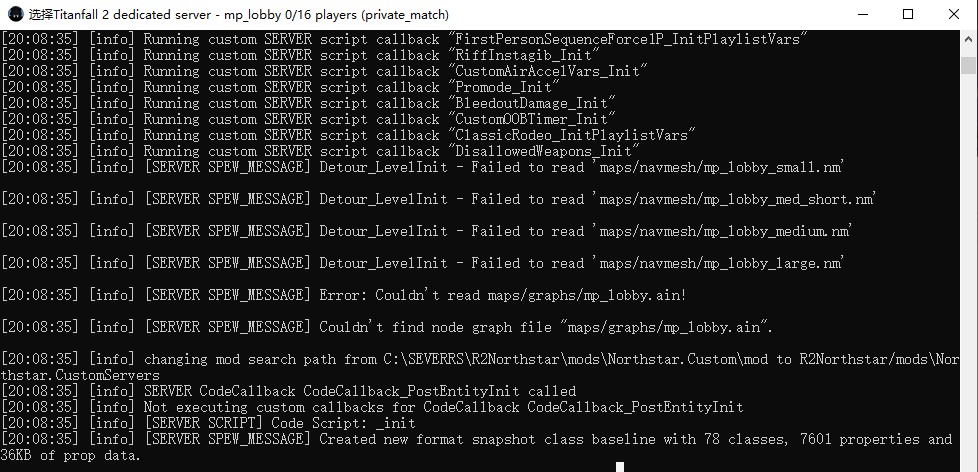 选择Titanfall 2 dedicated server - mp_lobby 0/16 players (private_match)
[20:08:35] [info] Running custom SERVER script callback "FirstPersonSequenceForce1P_InitPlaylistVars"
[20:08:35] [info] Running custom SERVER script callback "RiffInstagib_Init"
[20:08:35] [info] Running custom SERVER script callback "CustomAirAccelVars_Init"
[20:08:35] [info] Running custom SERVER script callback "Promode_Init"
[20:08:35] [info] Running custom SERVER script callback "BleedoutDamage_Init"
[20:08:35] [info] Running custom SERVER script callback "CustomOOBTimer_Init"
[20:08:35] [info] Running custom SERVER script callback "ClassicRodeo_InitPlaylistVars"
[20:08:35] [info] Running custom SERVER script callback "DisallowedWeapons_Init"
[20:08:35] [info] [SERVER SPEW_MESSAGE] Detour_LevelInit - Failed to read 'maps/navmesh/mp_lobby_small.nm'
[20:08:35] [info] [SERVER SPEW_MESSAGE] Detour_LevelInit - Failed to read 'maps/navmesh/mp_lobby_med_short.nm'
[20:08:35] [info] [SERVER SPEW_MESSAGE] Detour_LevelInit - Failed to read 'maps/navmesh/mp_lobby_medium.nm'
[20:08:35] [info] [SERVER SPEW_MESSAGE] Detour_LevelInit - Failed to read 'maps/navmesh/mp_lobby_large.nm'
[20:08:35] [info] [SERVER SPEW_MESSAGE] Error: Couldn't read maps/graphs/mp_lobby.ain!
[20:08:35] [info] [SERVER SPEW_MESSAGE] Couldn't find node graph file "maps/graphs/mp_lobby.ain".
[20:08:35] [info] changing mod search path from C:\SEVERRS\R2Northstar\mods\Northstar.Custom\mod to R2Northstar/mods\Nor
thstar.CustomServers
[20:08:35] [info] SERVER CodeCallback CodeCallback_PostEntityInit called
[20:08:35] [info] Not executing custom callbacks for CodeCallback CodeCallback_PostEntityInit
[20:08:35] [info] [SERVER SCRIPT] Code Script: _init
[20:08:35] [info] [SERVER SPEW_MESSAGE] Created new format snapshot class baseline with 78 classes, 7601 properties and
36KB of prop data.